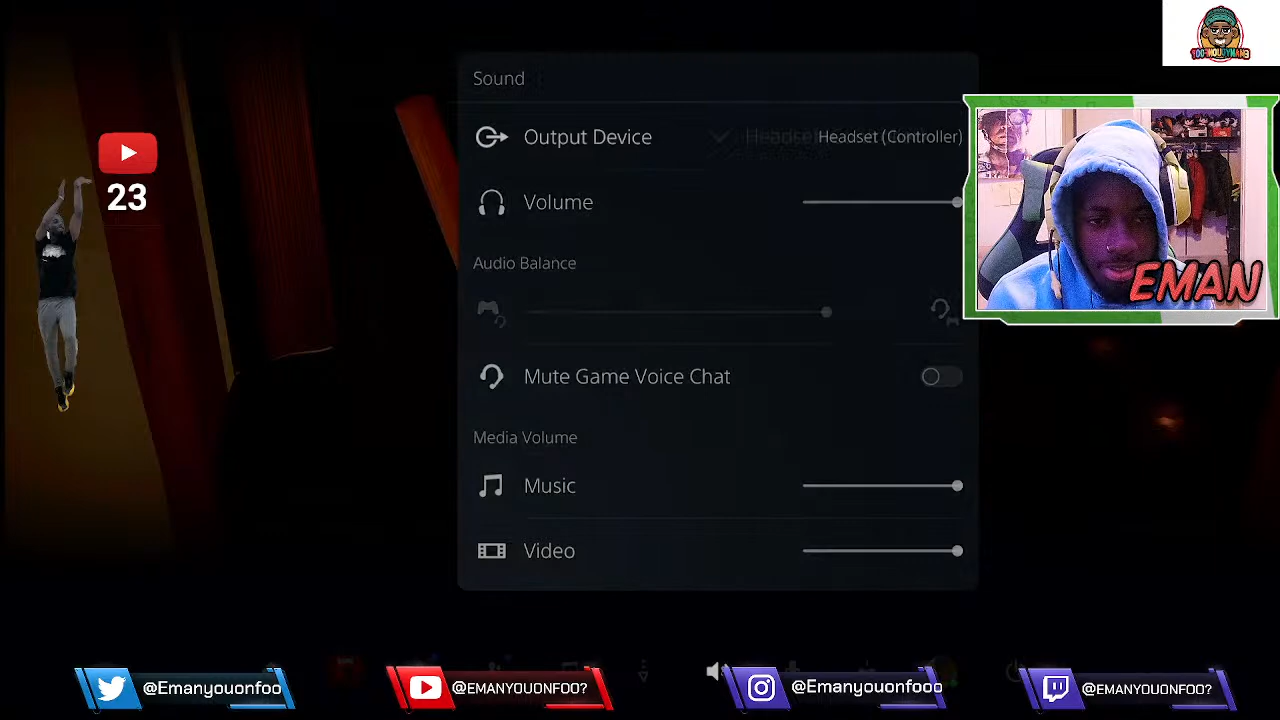 Sound
Output Device
Headset (Controller)
23
Volume
Audio Balance
EMAN
Mute Game Voice Chat
Media Volume
Music
Video
@Emanyouonfoo
@EMANYOUONFOO?
@Emanyouonfooo
@EMANYOUONFOO?